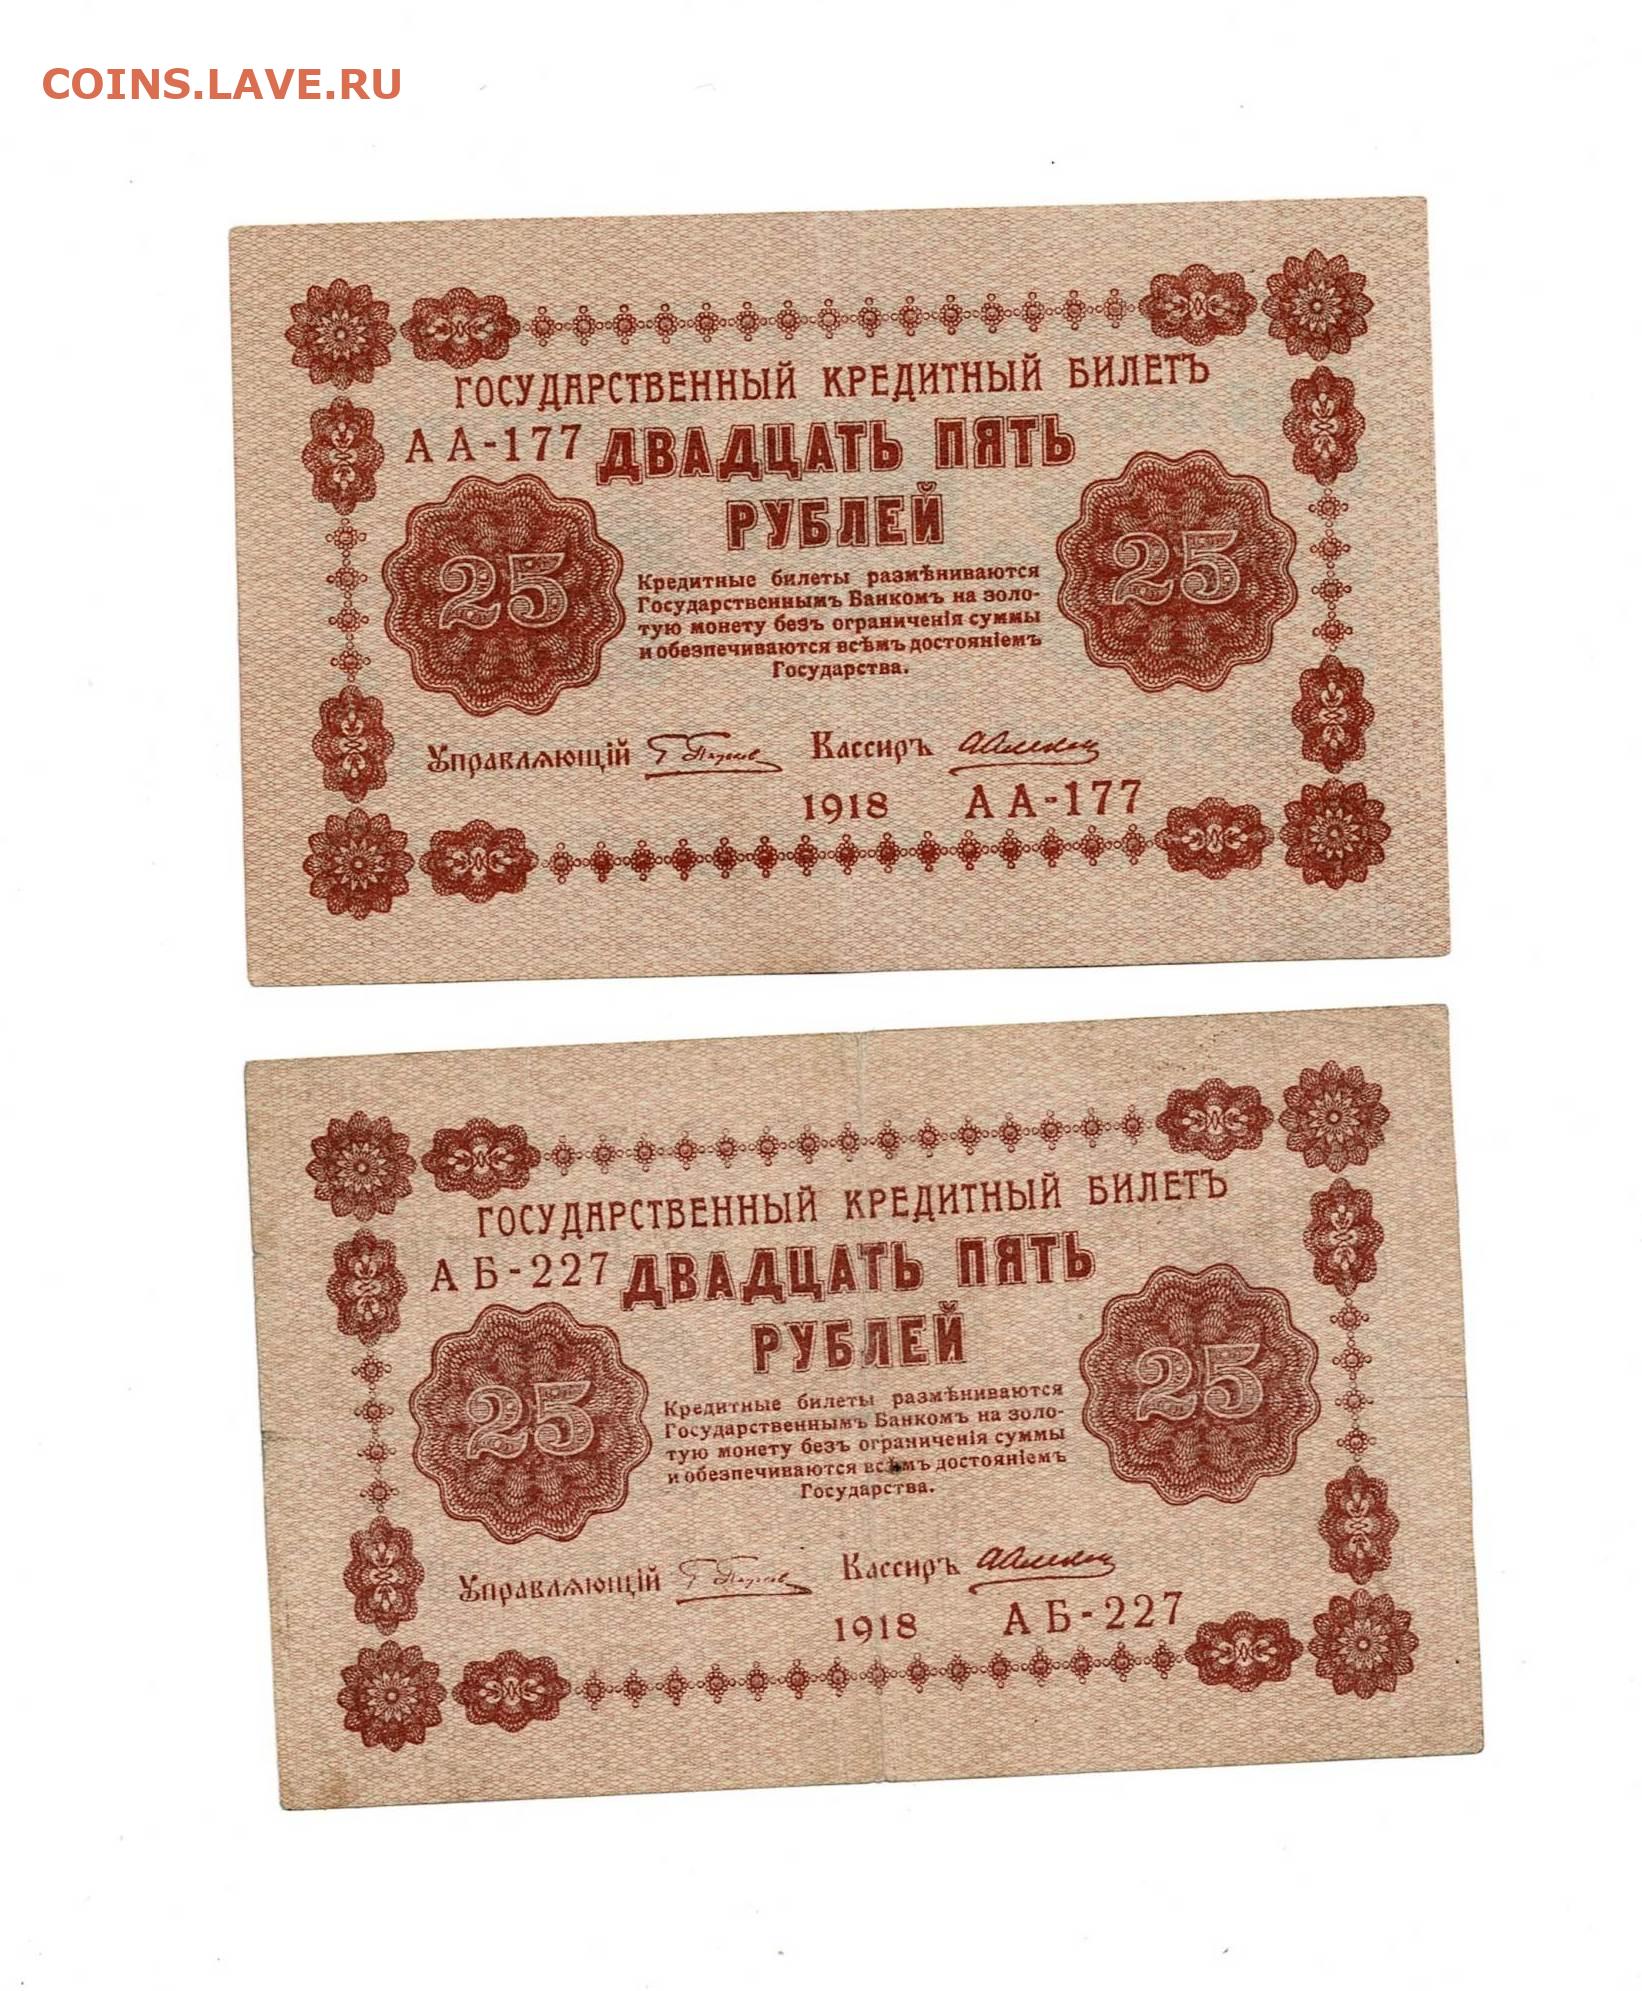 COINS.LAVE.RU
ГОСУДАРСТВЕННЫЙ КРЕДИТНЫЙ БИЛЕТЪ
АА-177 ДВАДЦАТЬ ПЯТЬ
РУБЛЕЙ
25
25
Кредитные билеты размѣниваются
Государственнымъ Банкомъ на золо-
тую монету безъ ограниченія суммы
и обезпечиваются всѣмъ достояніемъ
Государства.
Управляющій
Кассиръ
1918 АА-177
ГОСУДАРСТВЕННЫЙ КРЕДИТНЫЙ БИЛЕТЪ
АБ-227 ДВАДЦАТЬ ПЯТЬ
РУБЛЕЙ
25
25
Кредитные билеты размѣниваются
Государственнымъ Банкомъ на золо-
тую монету безъ ограниченія суммы
и обезпечиваются всѣмъ достояніемъ
Государства.
Управляющій
Кассиръ
1918 АБ-227